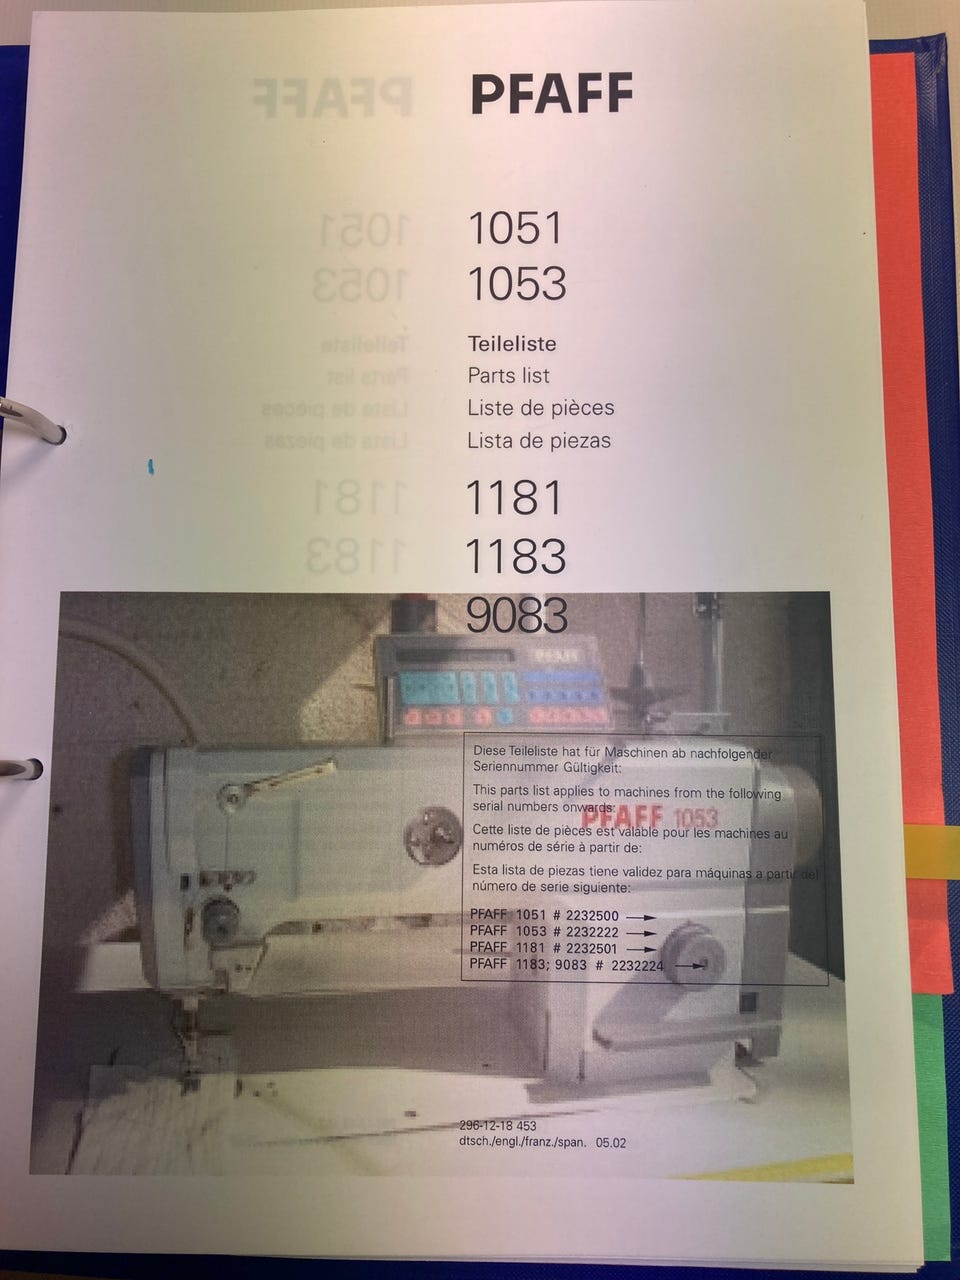 PFAFF
1051
1053
Teileliste
Parts list
Liste de pièces
Lista de piezas
1181
1183
9083
PFAFF
Diese Teileliste hat für Maschinen ab nachfolgender
Seriennummer Gültigkeit:
This parts list applies to machines from the following
serial numbers onwards:
PFAFF 1053
Cette liste de pièces est valable pour les machines au
numéros de série à partir de:
Esta lista de piezas tiene validez para máquinas a partir del
número de serie siguiente:
PFAFF 1051 # 2232500
PFAFF 1053 # 2232222
PFAFF 1181 # 2232501
PFAFF 1183; 9083 # 2232224
296-12-18 453
dtsch./engl./franz./span. 05.02